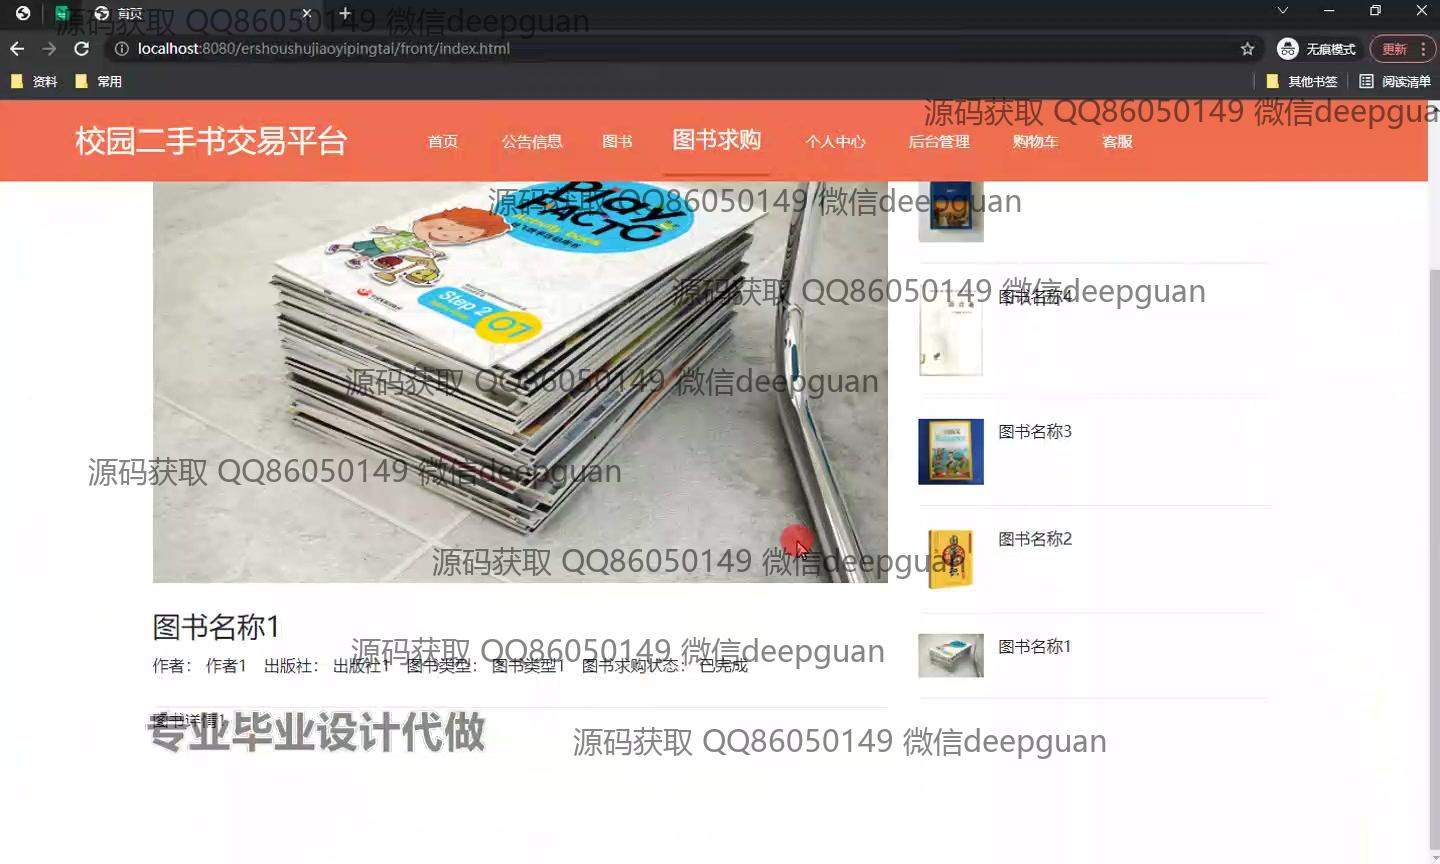 首页
源码获取 QQ86050149 微信deepguan
localhost:8080/ershoushujiaoyipingtai/front/index.html
无痕模式
更新
资料
常用
其他书签
阅读清单
源码获取 QQ86050149 微信deepgua
校园二手书交易平台
首页
公告信息
图书
图书求购
个人中心
后台管理
购物车
客服
源码获取 QQ86050149 微信deepguan
play
FACTO
activity book
Step 2
07
源码获取 QQ86050149 微信deepguan
图书名称4
源码获取 QQ86050149 微信deepguan
图书名称3
源码获取 QQ86050149 微信deepguan
图书名称2
源码获取 QQ86050149 微信deepguan
图书名称1
图书名称1
源码获取 QQ86050149 微信deepguan
作者： 作者1 出版社： 出版社1 图书类型： 图书类型1 图书求购状态： 已完成
图书详情1
专业毕业设计代做
源码获取 QQ86050149 微信deepguan